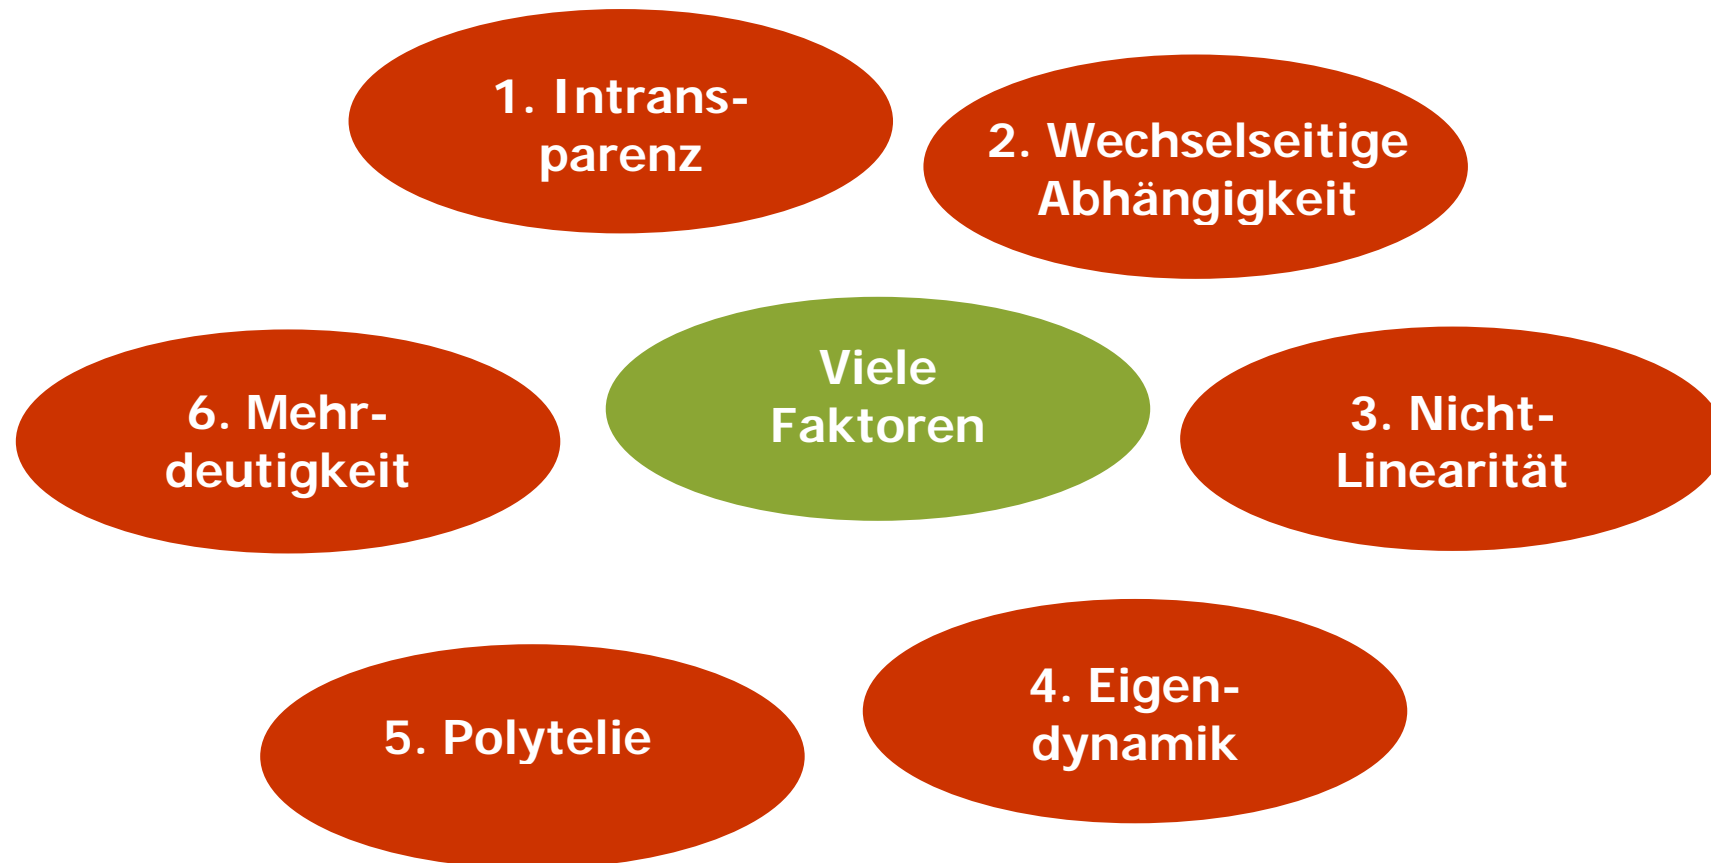 1. Intrans-
parenz
2. Wechselseitige
Abhängigkeit
Viele
Faktoren
3. Nicht-
Linearität
4. Eigen-
dynamik
5. Polytelie
6. Mehr-
deutigkeit